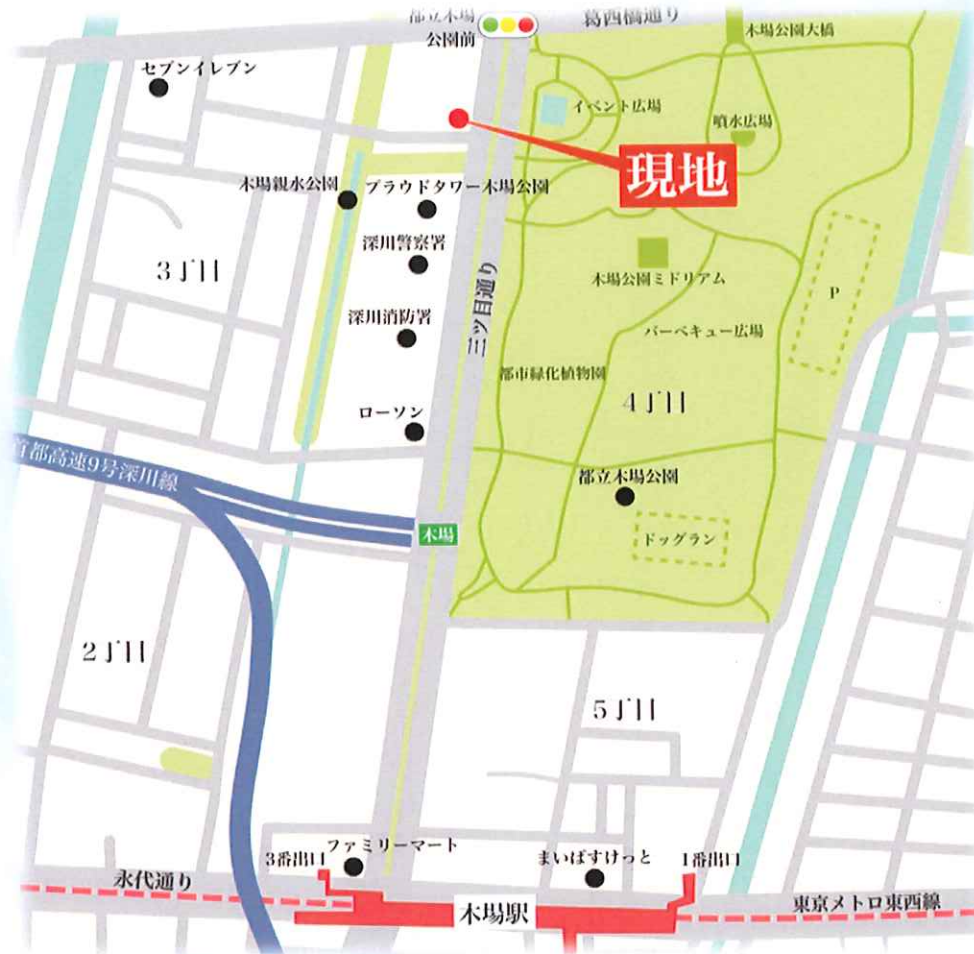 都立木場
公園前
葛西橋通り
木場公園大橋
セブンイレブン
イベント広場
噴水広場
現地
木場親水公園
プラウドタワー木場公園
深川警察署
3丁目
三ツ目通り
木場公園ミドリアム
P
深川消防署
バーベキュー広場
都市緑化植物園
4丁目
ローソン
首都高速9号深川線
都立木場公園
木場
ドッグラン
2丁目
5丁目
3番出口
ファミリーマート
まいばすけっと
1番出口
永代通り
木場駅
東京メトロ東西線